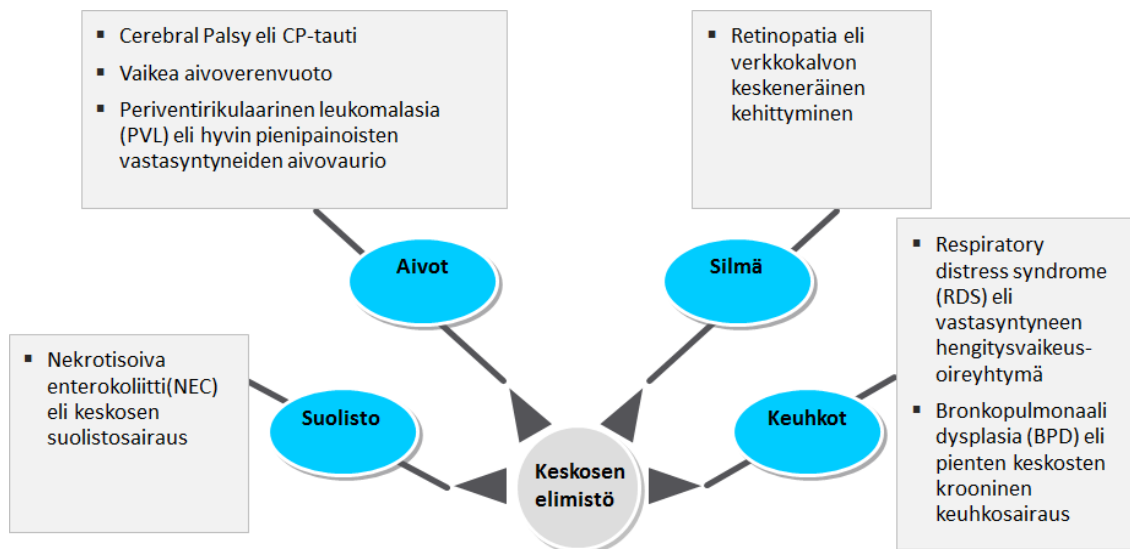 ▪ Cerebral Palsy eli CP-tauti
▪ Vaikea aivoverenvuoto
▪ Periventirikulaarinen leukomalasia
(PVL) eli hyvin pienipainoisten
vastasyntyneiden aivovaurio
▪ Retinopatia eli
verkkokalvon
keskeneräinen
kehittyminen
Aivot
Silmä
▪ Respiratory
distress syndrome
(RDS) eli
vastasyntyneen
hengitysvaikeus-
oireyhtymä
▪ Bronkopulmonaali
dysplasia (BPD) eli
pienten keskosten
krooninen
keuhkosairaus
▪ Nekrotisoiva
enterokoliitti(NEC)
eli keskosen
suolistosairaus
Suolisto
Keuhkot
Keskosen
elimistö